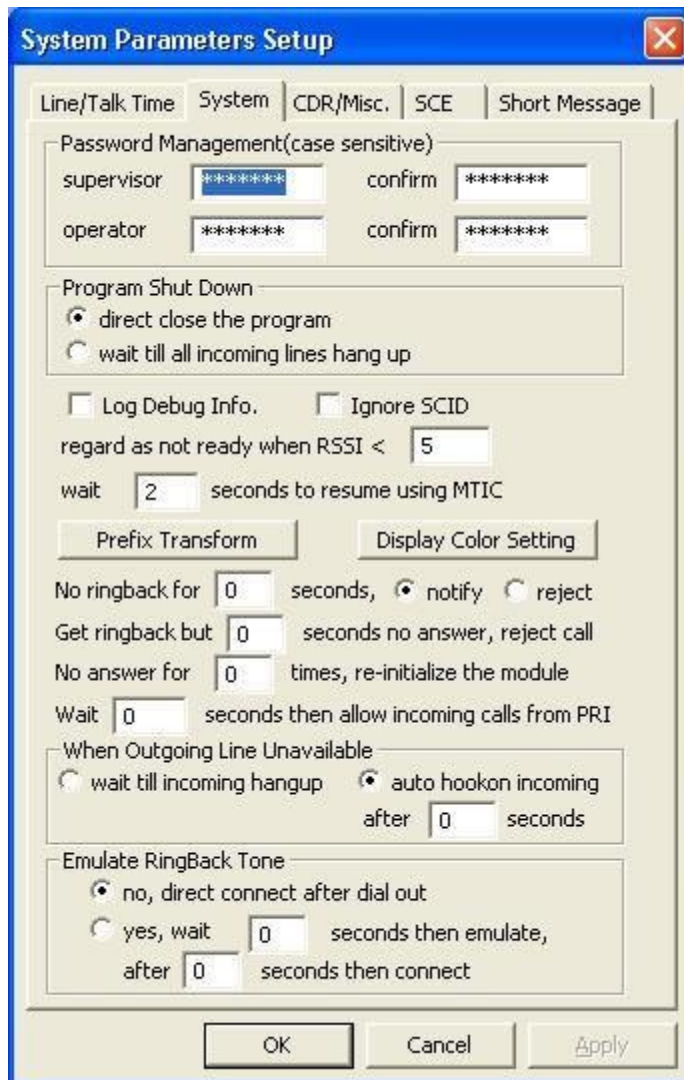 System Parameters Setup
Line/Talk Time System CDR/Misc. SCE Short Message
Password Management(case sensitive)
supervisor ******* confirm *******
operator ******* confirm *******
Program Shut Down
direct close the program
wait till all incoming lines hang up
Log Debug Info. Ignore SCID
regard as not ready when RSSI < 5
wait 2 seconds to resume using MTIC
Prefix Transform Display Color Setting
No ringback for 0 seconds, notify reject
Get ringback but 0 seconds no answer, reject call
No answer for 0 times, re-initialize the module
Wait 0 seconds then allow incoming calls from PRI
When Outgoing Line Unavailable
wait till incoming hangup auto hookon incoming
after 0 seconds
Emulate RingBack Tone
no, direct connect after dial out
yes, wait 0 seconds then emulate,
after 0 seconds then connect
OK Cancel Apply